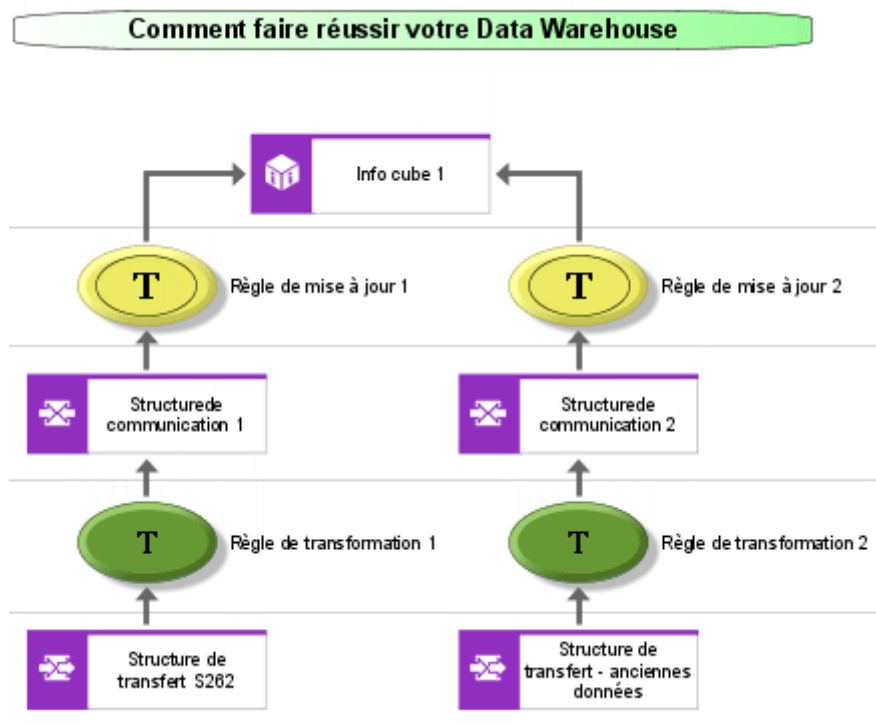 Comment faire réussir votre Data Warehouse
Info cube 1
T
Règle de mise à jour 1
T
Règle de mise à jour 2
Structurede
communication 1
Structurede
communication 2
T
Règle de transformation 1
T
Règle de transformation 2
Structure de
transfert S262
Structure de
transfert - anciennes
données